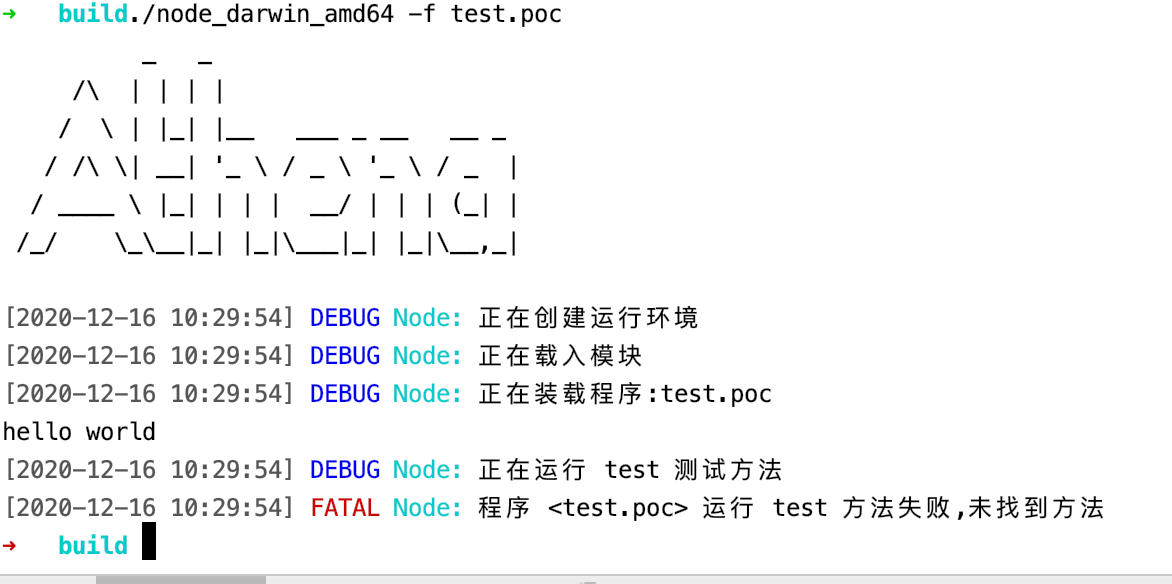 → build./node_darwin_amd64 -f test.poc
         _   _
    /\  | | | |
   /  \ | |_| |__   ___ _ __   __ _
  / /\ \| __| '_ \ / _ \ '_ \ / _  |
 / ____ \ |_| | | |  __/ | | | (_| |
/_/    \_\__|_| |_|\___|_| |_|\__,_|
[2020-12-16 10:29:54] DEBUG Node: 正在创建运行环境
[2020-12-16 10:29:54] DEBUG Node: 正在载入模块
[2020-12-16 10:29:54] DEBUG Node: 正在装载程序:test.poc
hello world
[2020-12-16 10:29:54] DEBUG Node: 正在运行 test 测试方法
[2020-12-16 10:29:54] FATAL Node: 程序 <test.poc> 运行 test 方法失败,未找到方法
→ build